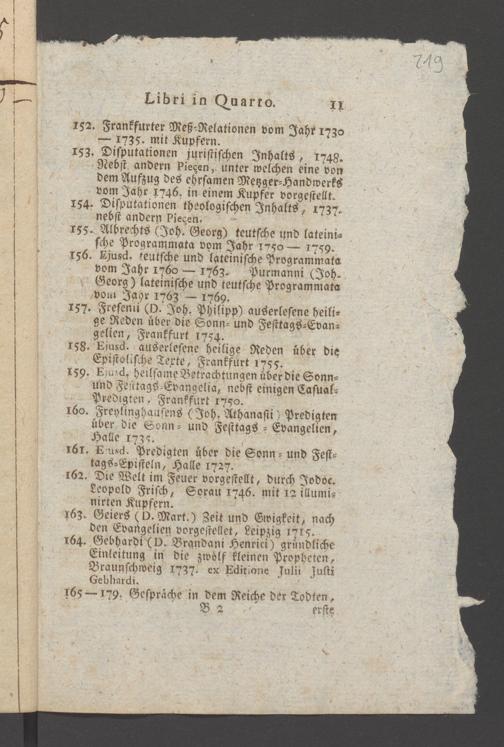 219
Libri in Quarto. 11
152. Frankfurter Meß-Relationen vom Jahr 1730
— 1735. mit Kupfern.
153. Disputationen juristischen Inhalts, 1748.
Nebst andern Pieçen, unter welchen eine von
dem Aufzug des ehrsamen Mezger-Handwerks
vom Jahr 1746. in einem Kupfer vorgestellt.
154. Disputationen theologischen Inhalts, 1737.
nebst andern Pieçen.
155. Albrechts (Joh. Georg) teutsche und lateini-
sche Programmata vom Jahr 1750 — 1759.
156. Ejusd. teutsche und lateinische Programmata
vom Jahr 1760 — 1763. Purmanni (Joh.
Georg) lateinische und teutsche Programmata
vom Jahr 1763 — 1769.
157. Fresenii (D. Joh. Philipp) auserlesene heili-
ge Reden über die Sonn- und Festtags-Evan-
gelien, Frankfurt 1754.
158. Ejusd. auserlesene heilige Reden über die
Epistolische Texte, Frankfurt 1755.
159. Ejusd. heilsame Betrachtungen über die Sonn-
und Festtags-Evangelia, nebst einigen Casual-
Predigten, Frankfurt 1750.
160. Freylinghausens (Joh. Athanasii) Predigten
über die Sonn- und Festtags-Evangelien,
Halle 1735.
161. Ejusd. Predigten über die Sonn- und Fest-
tags-Episteln, Halle 1727.
162. Die Welt im Feuer vorgestellt, durch Jodoc.
Leopold Frisch, Sorau 1746. mit 12 illumi-
nirten Kupfern.
163. Geiers (D. Mart.) Zeit und Ewigkeit, nach
den Evangelien vorgestellet, Leipzig 1715.
164. Gebhardi (D. Brandani Henrici) gründliche
Einleitung in die zwölf kleinen Propheten,
Braunschweig 1737. ex Editione Julii Justi
Gebhardi.
165 — 179. Gespräche in dem Reiche der Todten,
B 2 erste